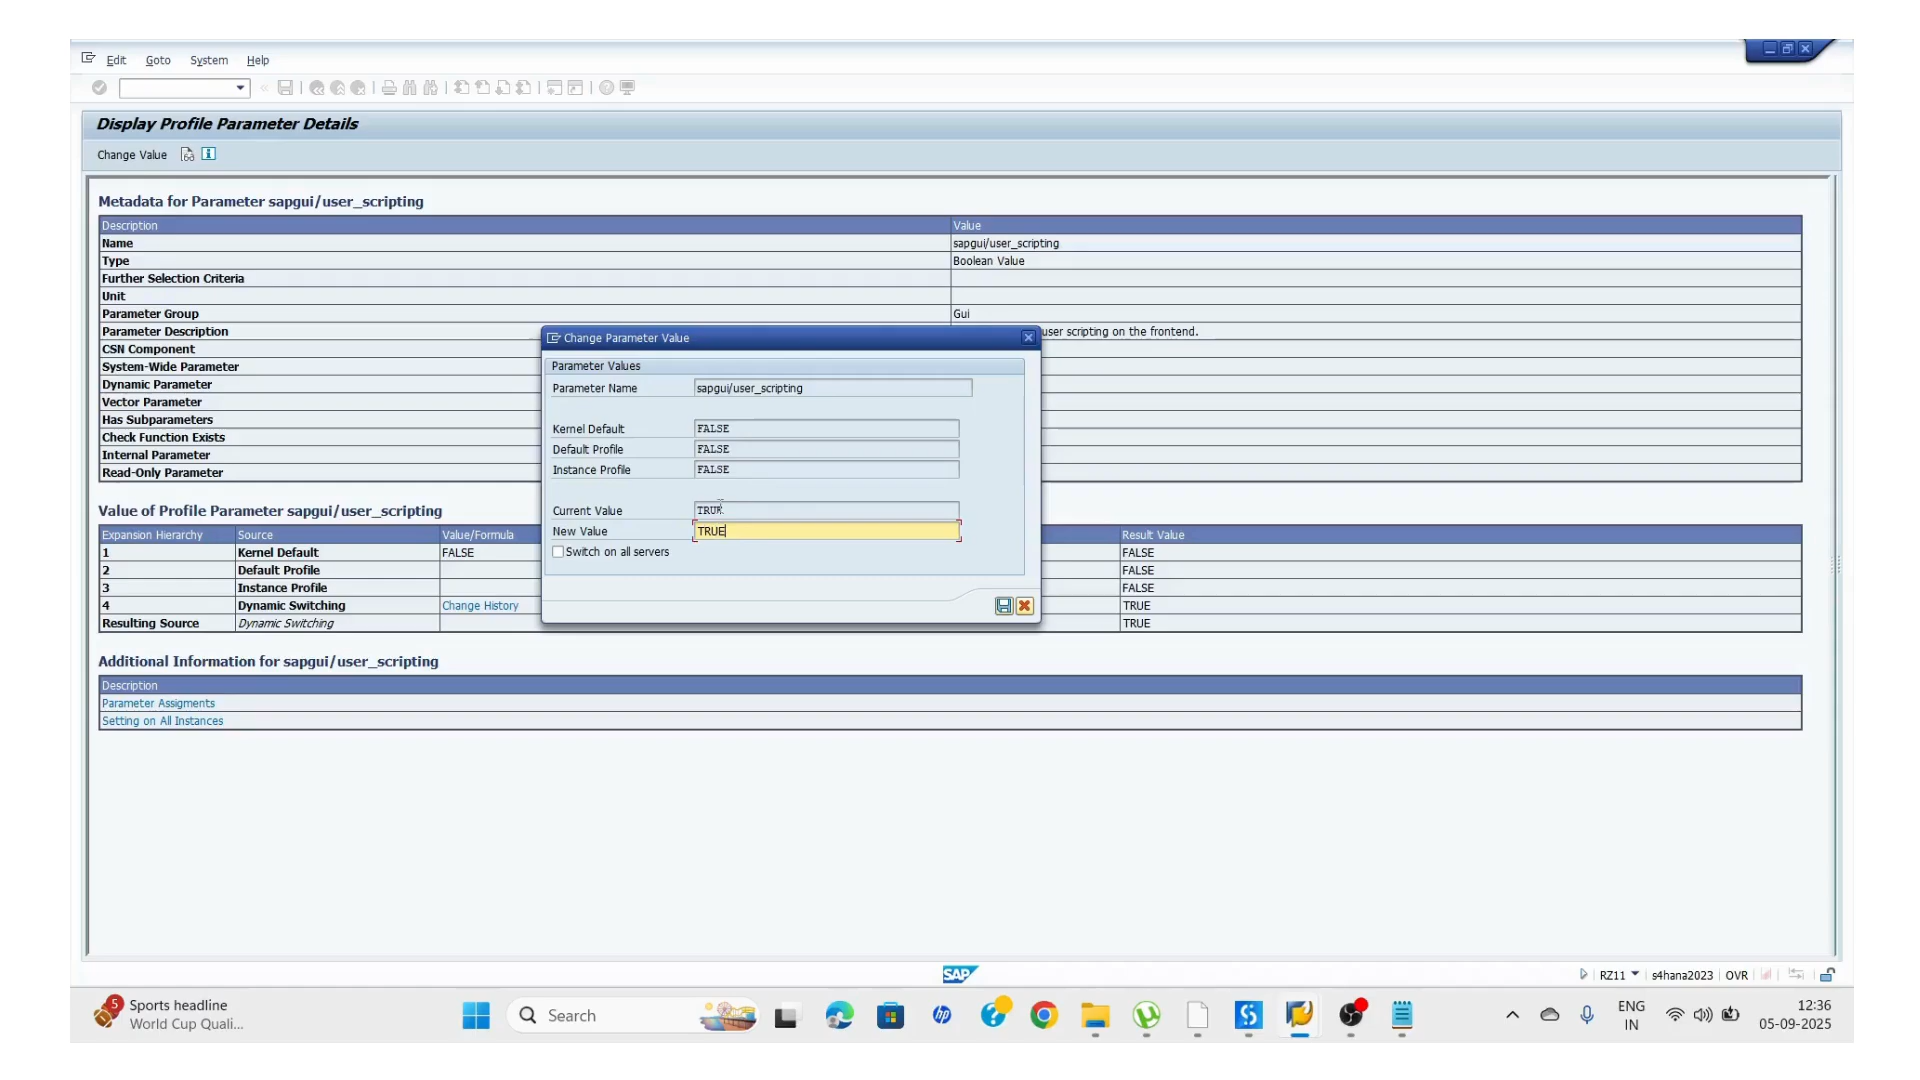 Edit Goto System Help
Display Profile Parameter Details
Change Value
Metadata for Parameter sapgui/user_scripting
Description Value
Name sapgui/user_scripting
Type Boolean Value
Further Selection Criteria
Unit
Parameter Group Gui
Parameter Description user scripting on the frontend.
CSN Component
System-Wide Parameter
Dynamic Parameter
Vector Parameter
Has Subparameters
Check Function Exists
Internal Parameter
Read-Only Parameter
Change Parameter Value
Parameter Values
Parameter Name sapgui/user_scripting
Kernel Default FALSE
Default Profile FALSE
Instance Profile FALSE
Current Value TRUE
New Value TRUE
Switch on all servers
Value of Profile Parameter sapgui/user_scripting
Expansion Hierarchy Source Value/Formula Result Value
1 Kernel Default FALSE FALSE
2 Default Profile FALSE
3 Instance Profile FALSE
4 Dynamic Switching Change History TRUE
Resulting Source Dynamic Switching TRUE
Additional Information for sapgui/user_scripting
Description
Parameter Assigments
Setting on All Instances
SAP
RZ11 s4hana2023 OVR
5 Sports headline
World Cup Quali...
Search
hp
ENG
IN
12:36
05-09-2025